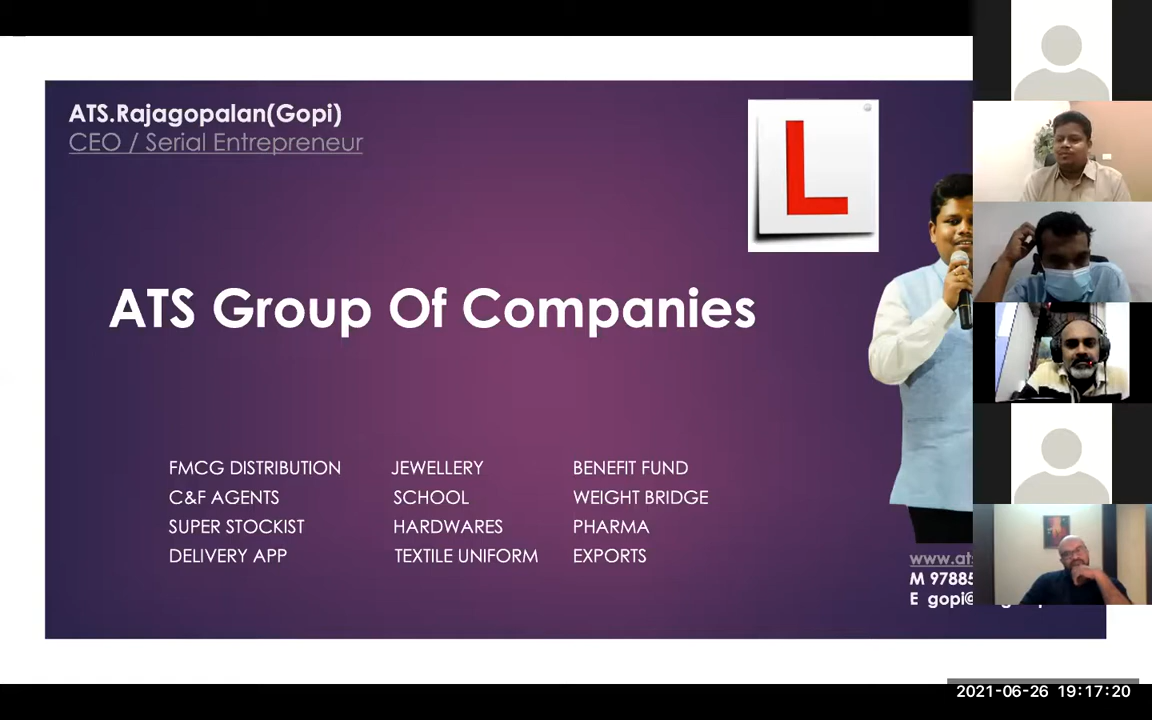 ATS.Rajagopalan(Gopi)
CEO / Serial Entrepreneur
L
ATS Group Of Companies
FMCG DISTRIBUTION
C&F AGENTS
SUPER STOCKIST
DELIVERY APP
JEWELLERY
SCHOOL
HARDWARES
TEXTILE UNIFORM
BENEFIT FUND
WEIGHT BRIDGE
PHARMA
EXPORTS
www.ats
M 97885
E gopi@
2021-06-26 19:17:20